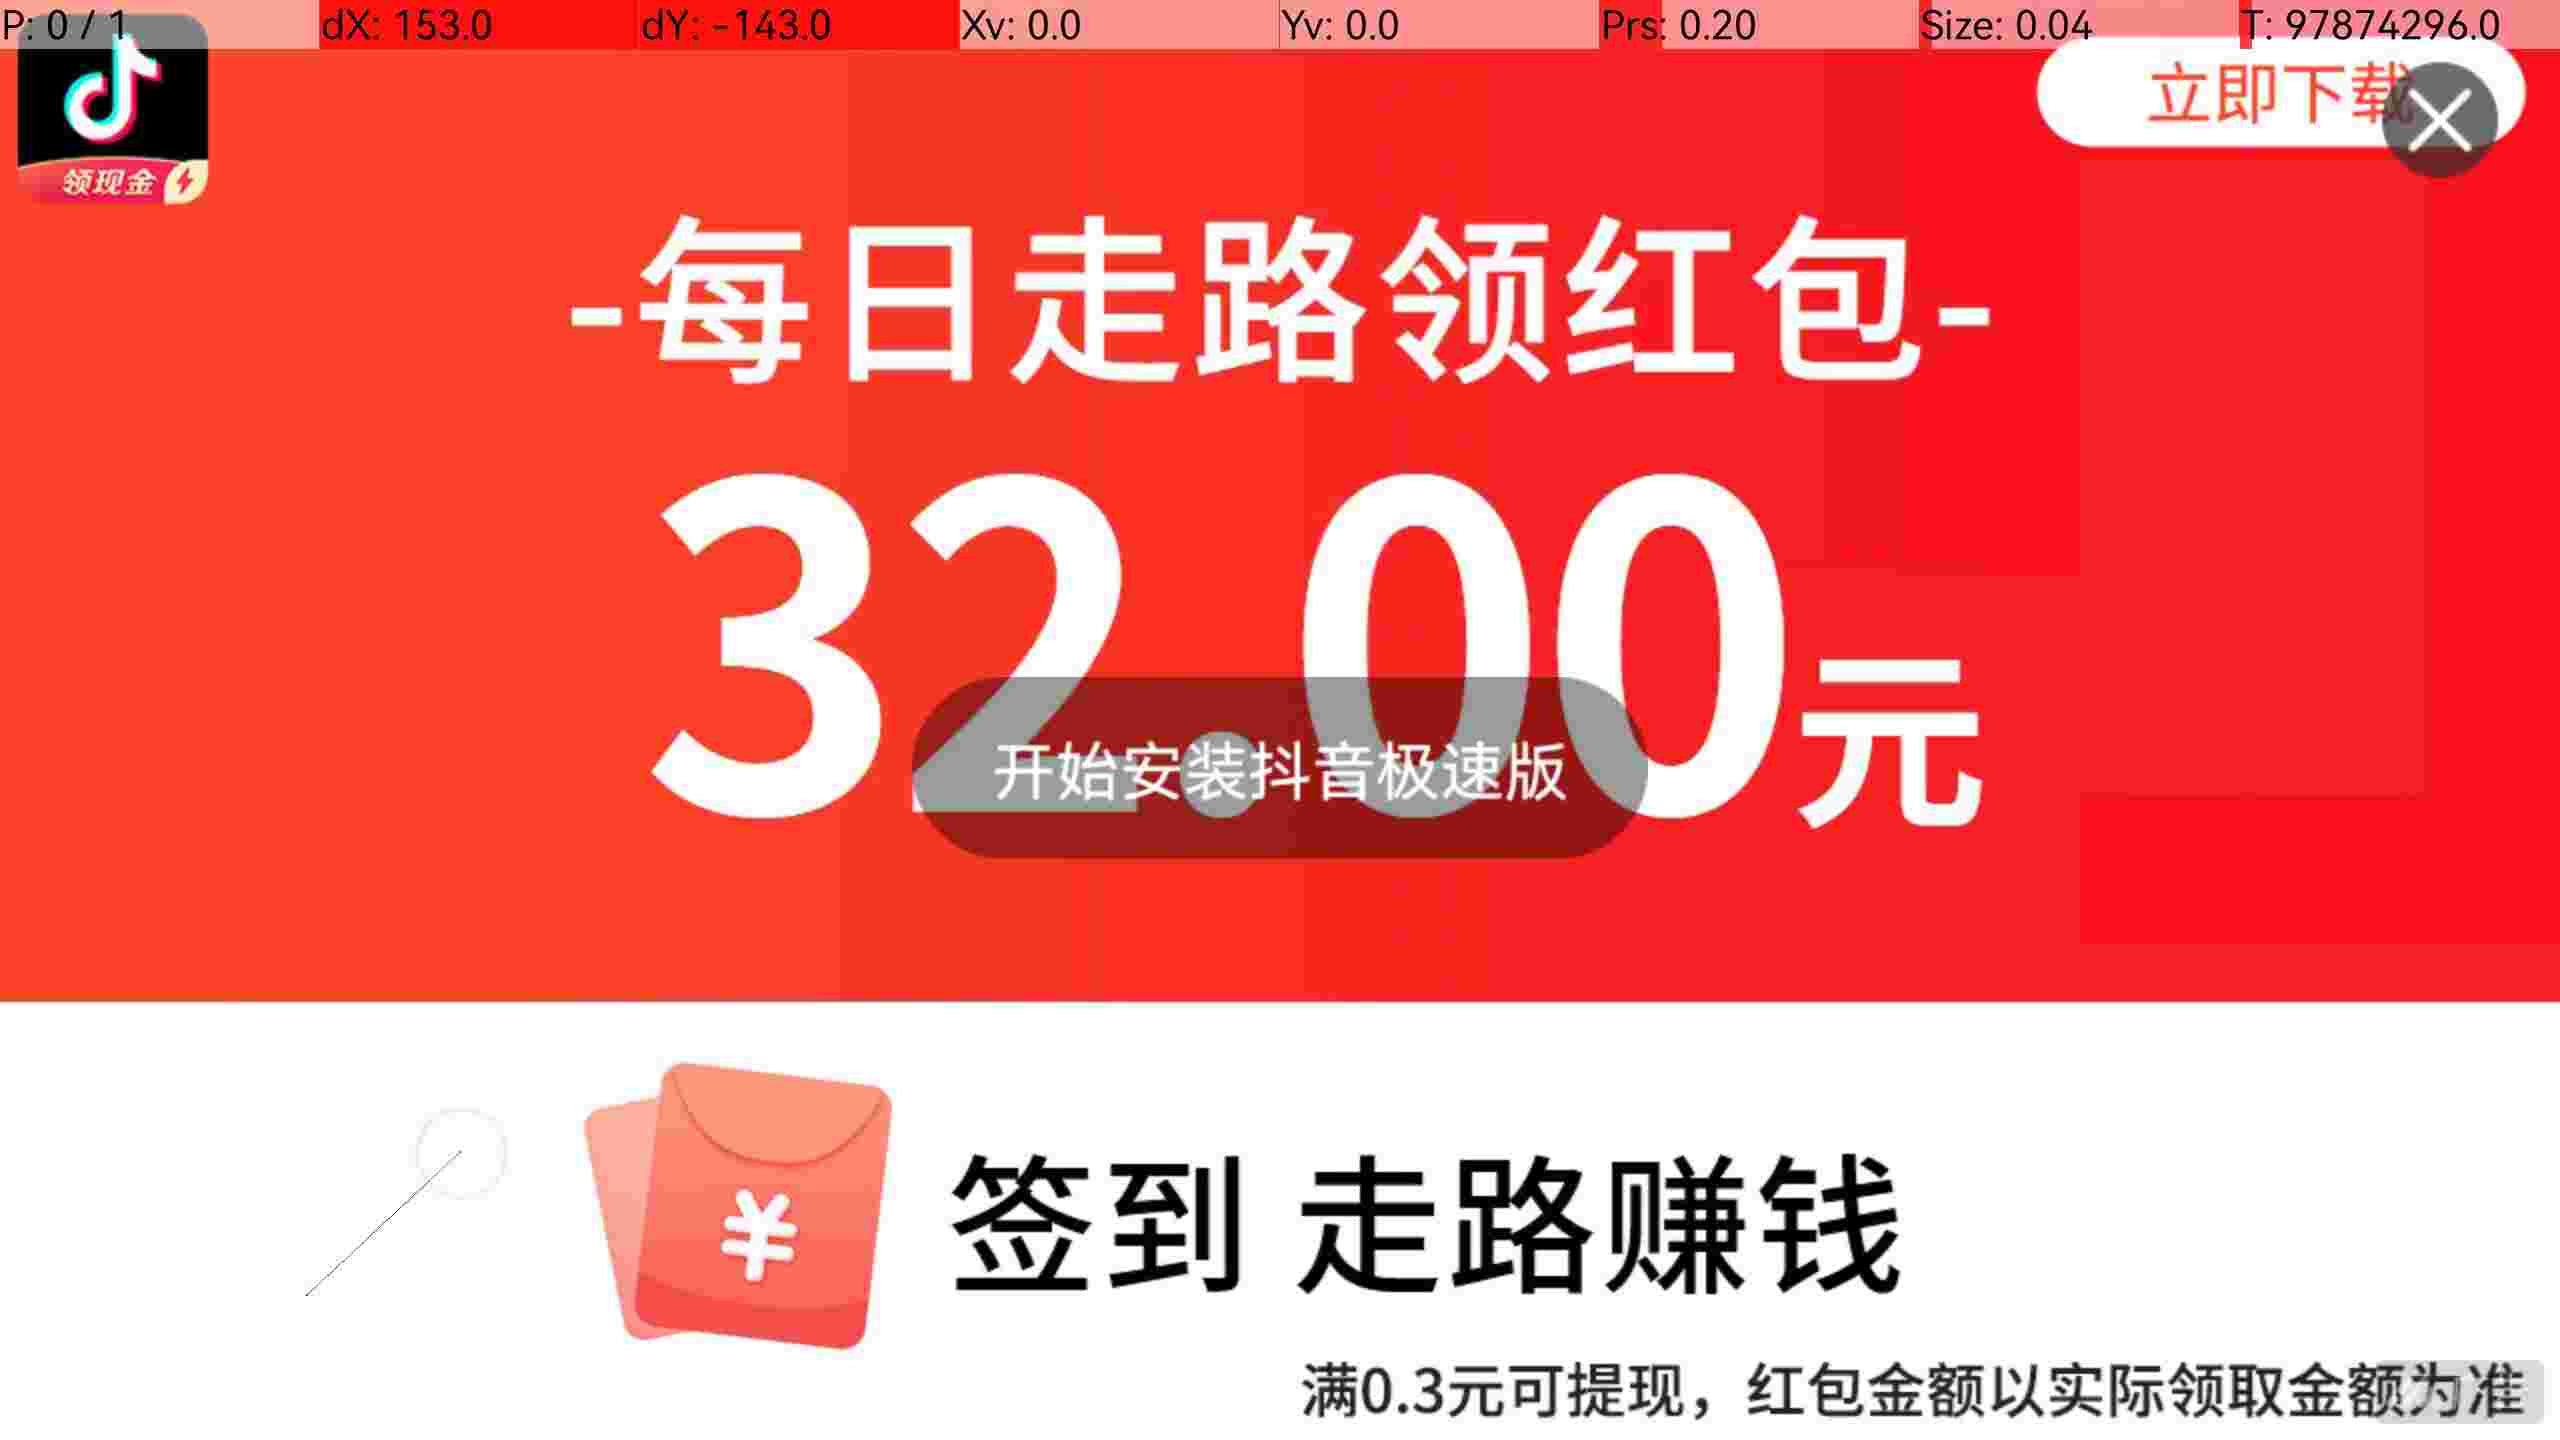 P: 0 / 1 dX: 153.0 dY: -143.0 Xv: 0.0 Yv: 0.0 Prs: 0.20 Size: 0.04 T: 97874296.0
立即下载
领现金
-每日走路领红包-
32.00元
开始安装抖音极速版
签到 走路赚钱
满0.3元可提现，红包金额以实际领取金额为准